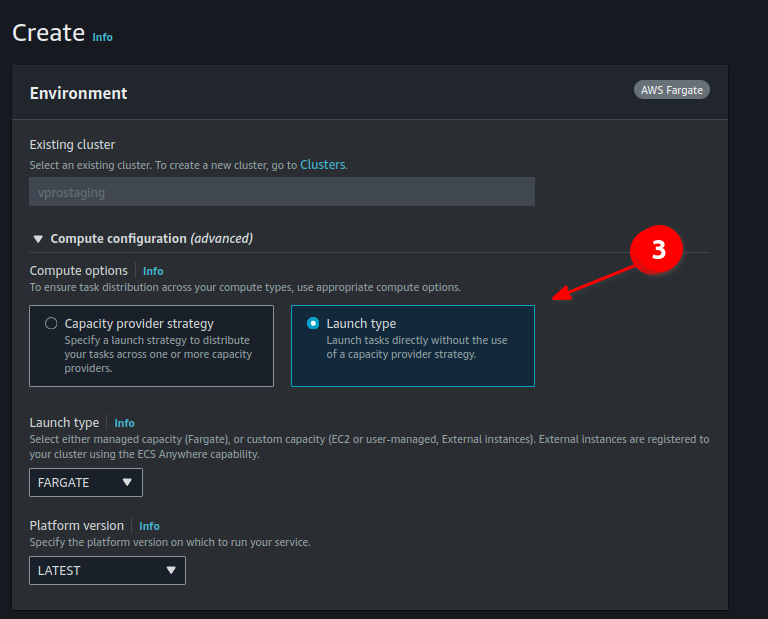 Create Info
Environment
AWS Fargate
Existing cluster
Select an existing cluster. To create a new cluster, go to Clusters.
vprostaging
Compute configuration (advanced)
3
Compute options Info
To ensure task distribution across your compute types, use appropriate compute options.
Capacity provider strategy
Specify a launch strategy to distribute
your tasks across one or more capacity
providers.
Launch type
Launch tasks directly without the use
of a capacity provider strategy.
Launch type Info
Select either managed capacity (Fargate), or custom capacity (EC2 or user-managed, External instances). External instances are registered to
your cluster using the ECS Anywhere capability.
FARGATE
Platform version Info
Specify the platform version on which to run your service.
LATEST